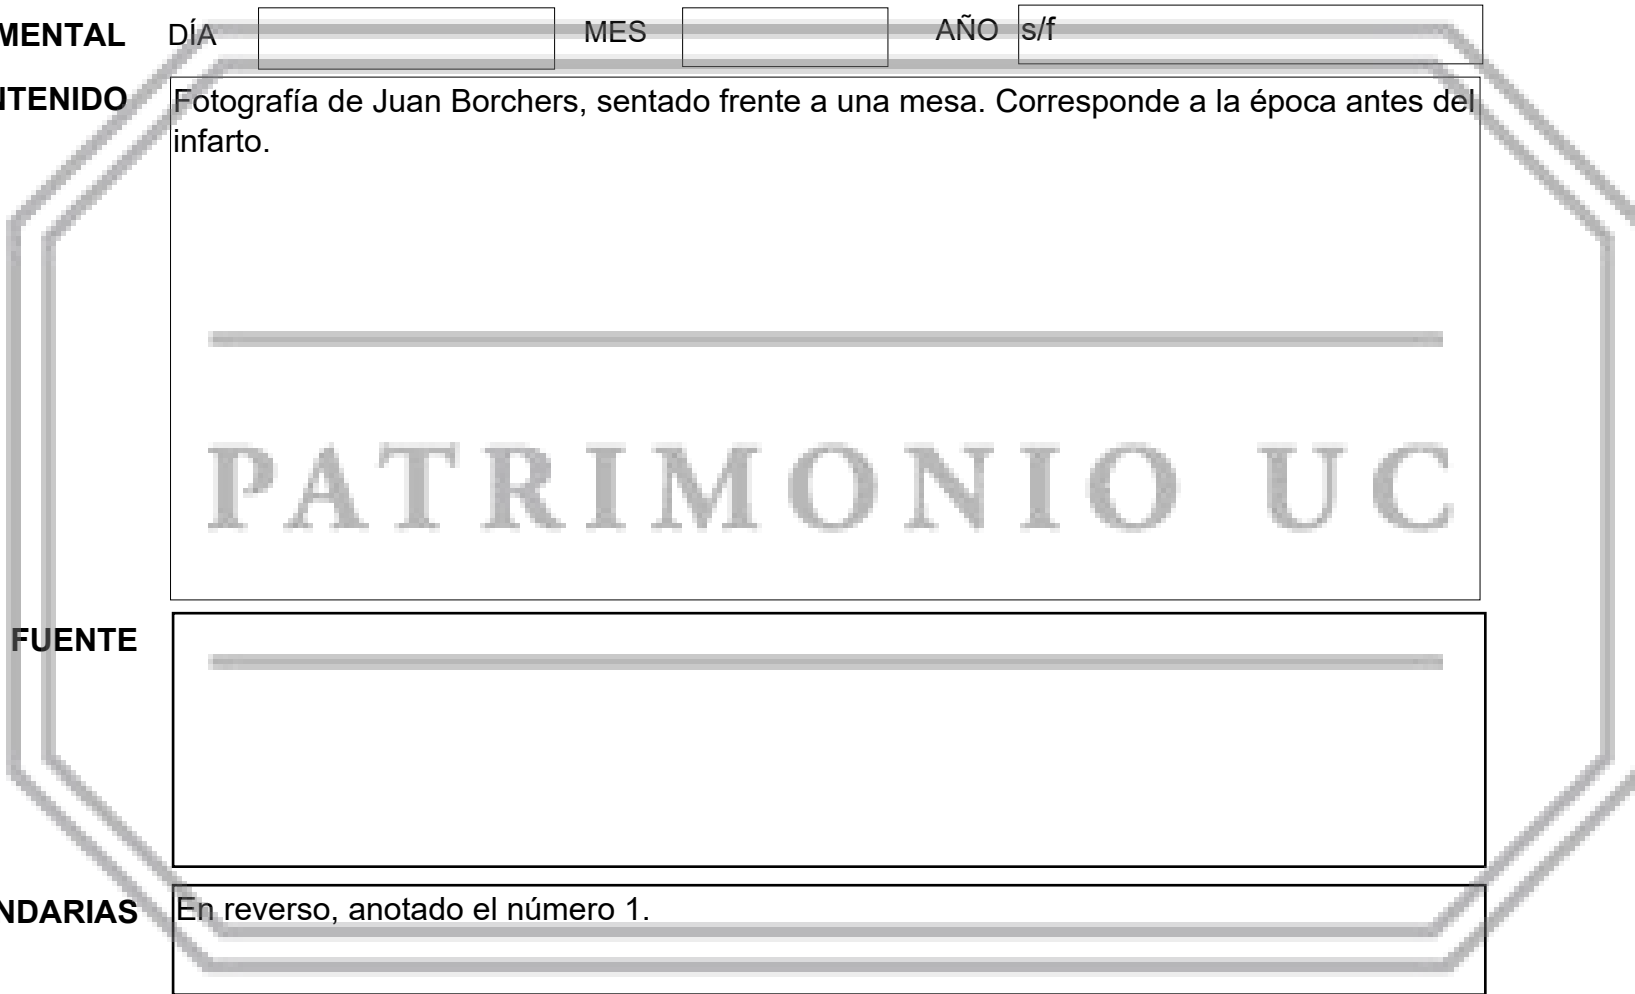 MENTAL DÍA MES AÑO s/f
NTENIDO Fotografía de Juan Borchers, sentado frente a una mesa. Corresponde a la época antes del
infarto.
PATRIMONIO UC
FUENTE
NDARIAS En reverso, anotado el número 1.